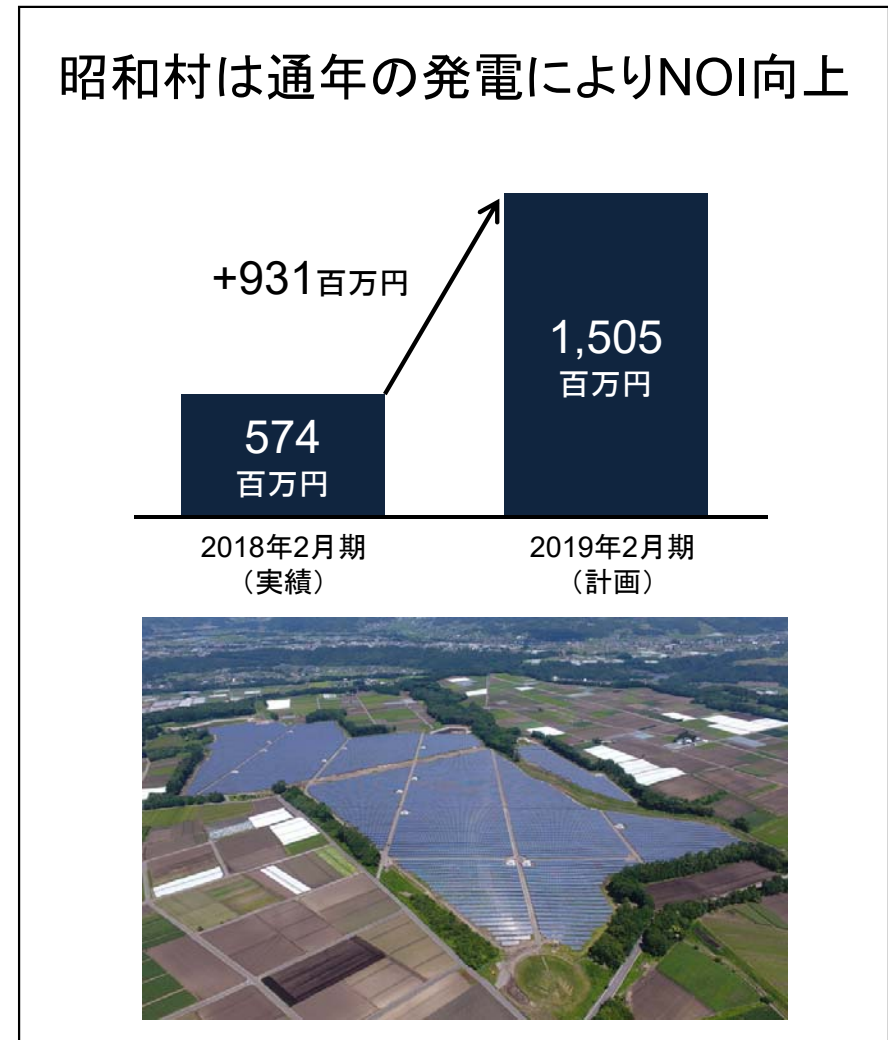 昭和村は通年の発電によりNOI向上
+931百万円
1,505
百万円
574
百万円
2018年2月期
（実績）
2019年2月期
（計画）